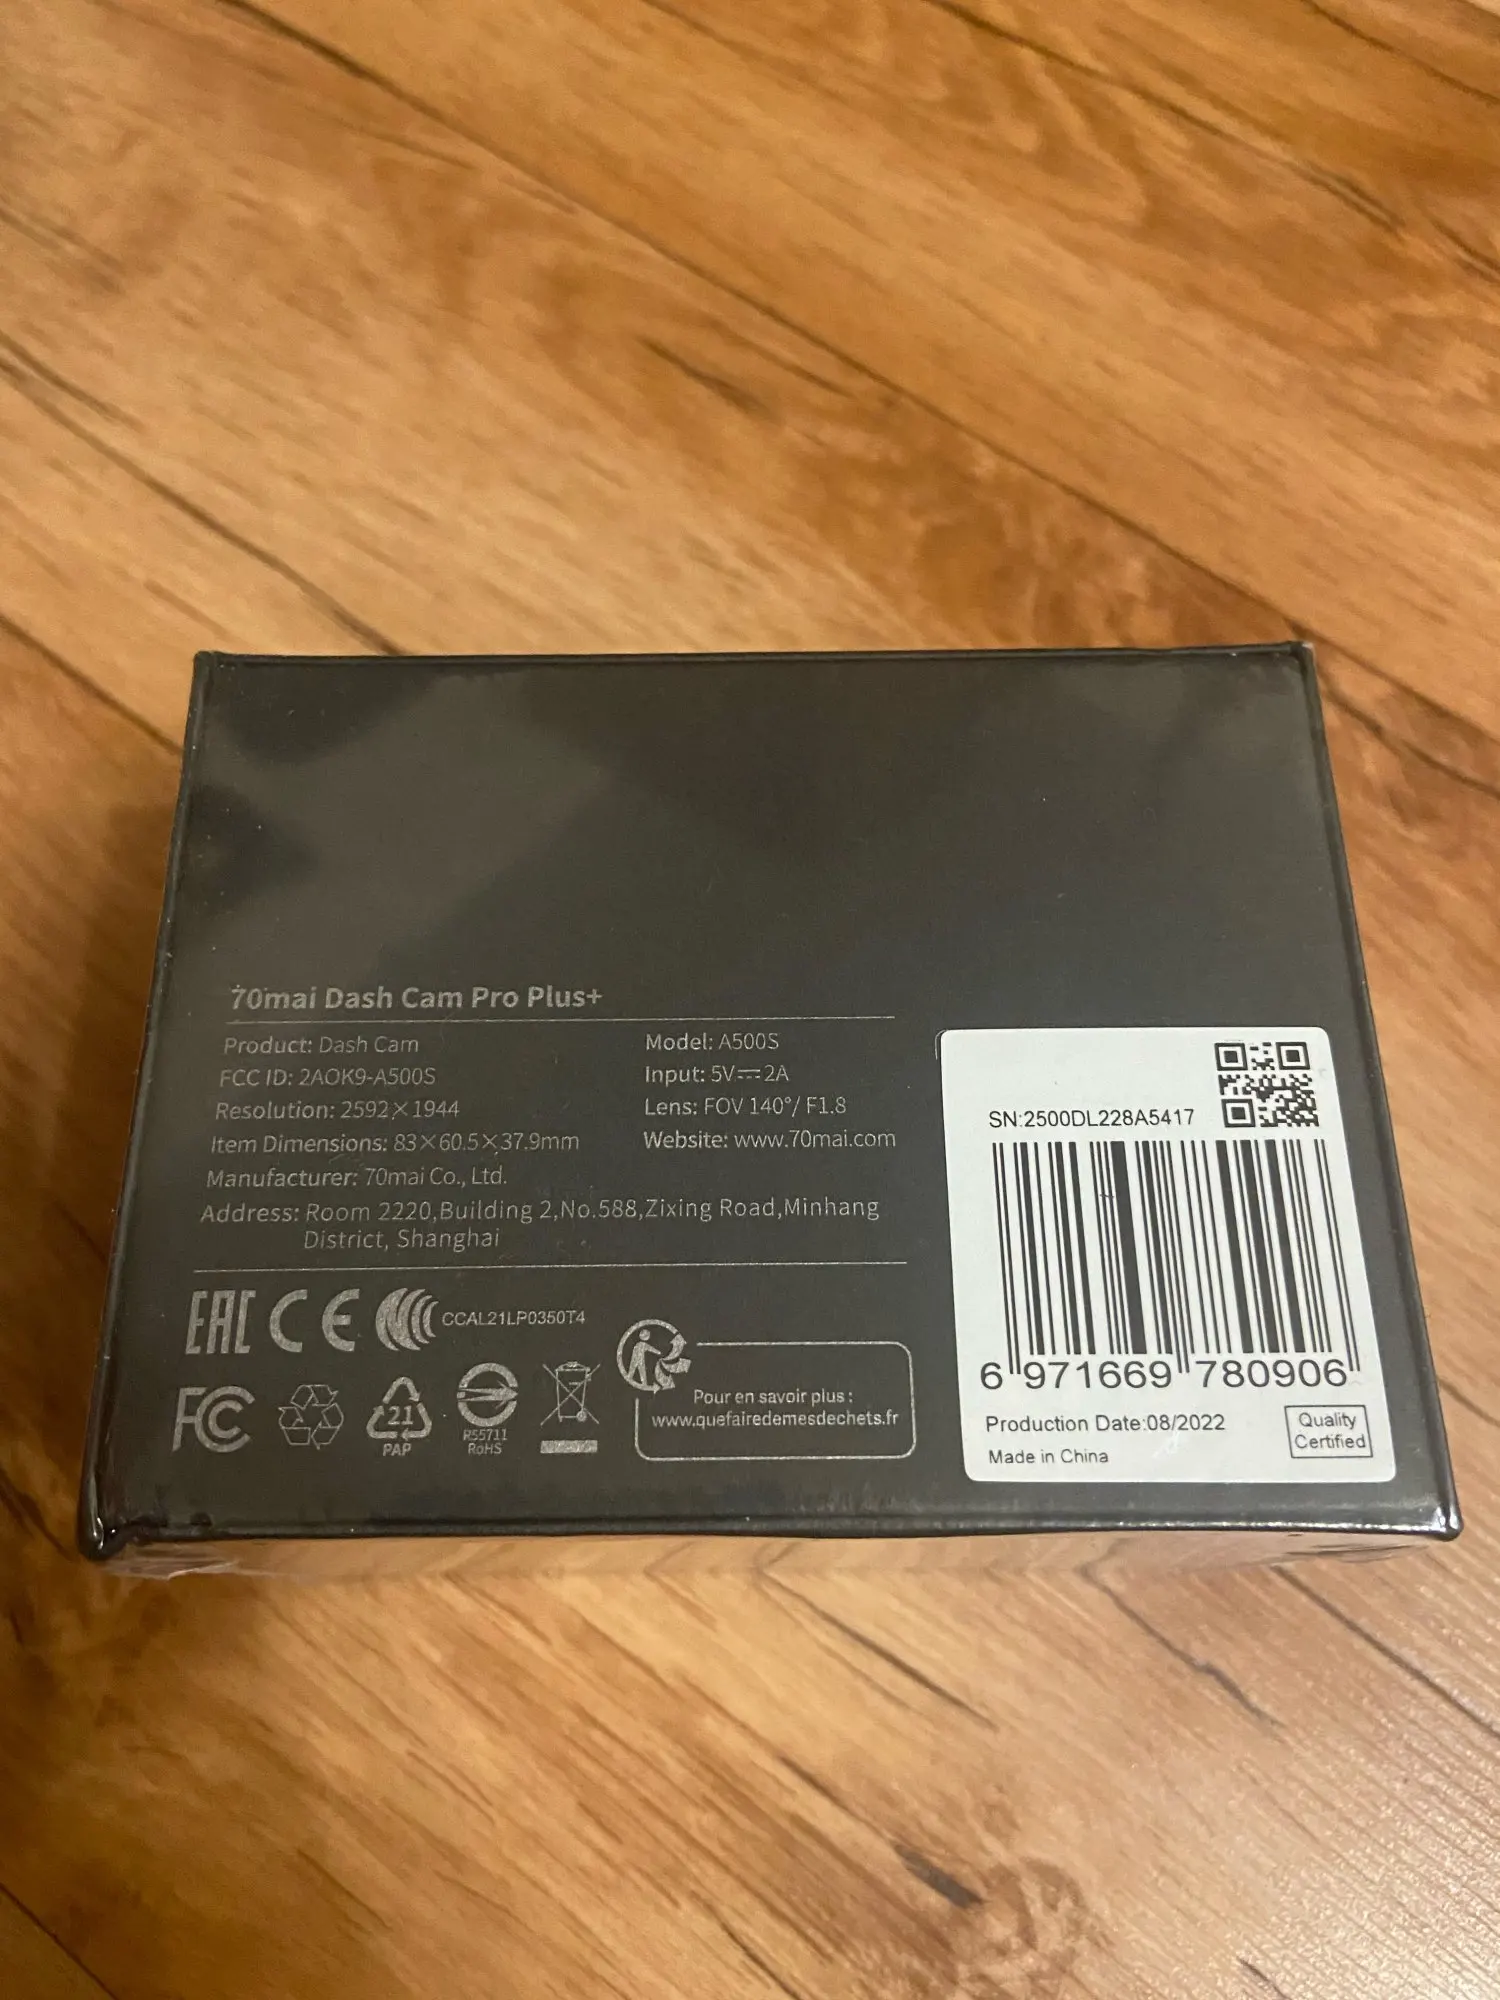 70mai Dash Cam Pro Plus+
Product: Dash Cam
Model: A500S
FCC ID: 2AOK9-A500S
Input: 5V⎓2A
Resolution: 2592×1944
Lens: FOV 140°/ F1.8
Item Dimensions: 83×60.5×37.9mm
Website: www.70mai.com
Manufacturer: 70mai Co., Ltd.
Address: Room 2220,Building 2,No.588,Zixing Road,Minhang
District, Shanghai
EAC CE CCAL21LP0350T4
FC
21
PAP
R55711
RoHS
Pour en savoir plus :
www.quefairedemesdechets.fr
SN:2500DL228A5417
6 971669 780906
Production Date:08/2022
Made in China
Quality
Certified